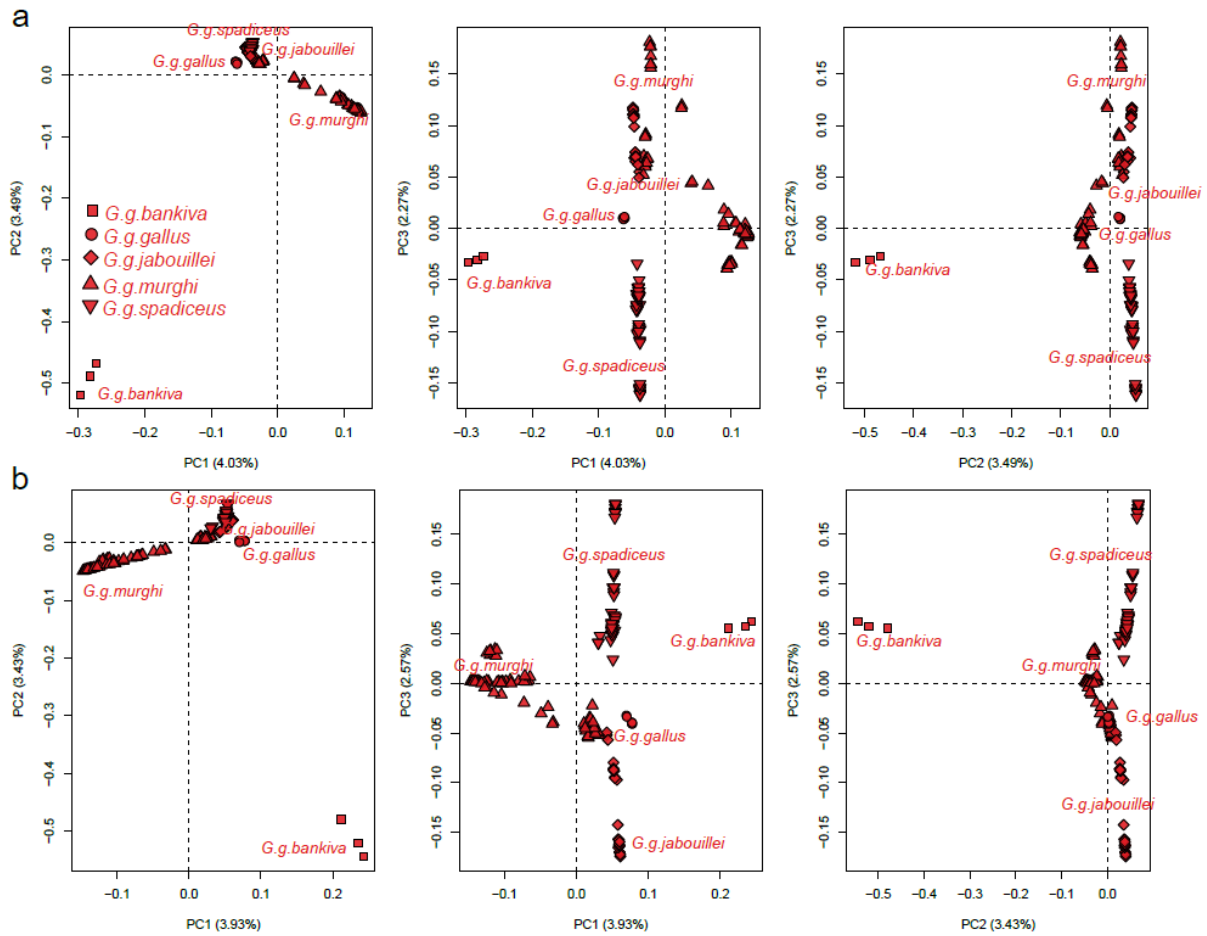 a
G.g.spadiceus
G.g.jabouillei
G.g.gallus
G.g.murghi
G.g.bankiva
G.g.gallus
G.g.jabouillei
G.g.murghi
G.g.spadiceus
G.g.bankiva
0.0
−0.1
−0.2
−0.3
−0.4
−0.5
PC2 (3.49%)
−0.3 −0.2 −0.1 0.0 0.1
PC1 (4.03%)
G.g.murghi
G.g.jabouillei
G.g.gallus
G.g.bankiva
G.g.spadiceus
0.15
0.10
0.05
0.00
−0.05
−0.10
−0.15
PC3 (2.27%)
−0.3 −0.2 −0.1 0.0 0.1
PC1 (4.03%)
G.g.murghi
G.g.jabouillei
G.g.gallus
G.g.bankiva
G.g.spadiceus
0.15
0.10
0.05
0.00
−0.05
−0.10
−0.15
PC3 (2.27%)
−0.5 −0.4 −0.3 −0.2 −0.1 0.0
PC2 (3.49%)
b
G.g.spadiceus
G.g.jabouillei
G.g.gallus
G.g.murghi
G.g.bankiva
0.0
−0.1
−0.2
−0.3
−0.4
−0.5
PC2 (3.43%)
−0.1 0.0 0.1 0.2
PC1 (3.93%)
G.g.spadiceus
G.g.bankiva
G.g.murghi
G.g.gallus
G.g.jabouillei
0.15
0.10
0.05
0.00
−0.05
−0.10
−0.15
PC3 (2.57%)
−0.1 0.0 0.1 0.2
PC1 (3.93%)
G.g.spadiceus
G.g.bankiva
G.g.murghi
G.g.gallus
G.g.jabouillei
0.15
0.10
0.05
0.00
−0.05
−0.10
−0.15
PC3 (2.57%)
−0.5 −0.4 −0.3 −0.2 −0.1 0.0
PC2 (3.43%)